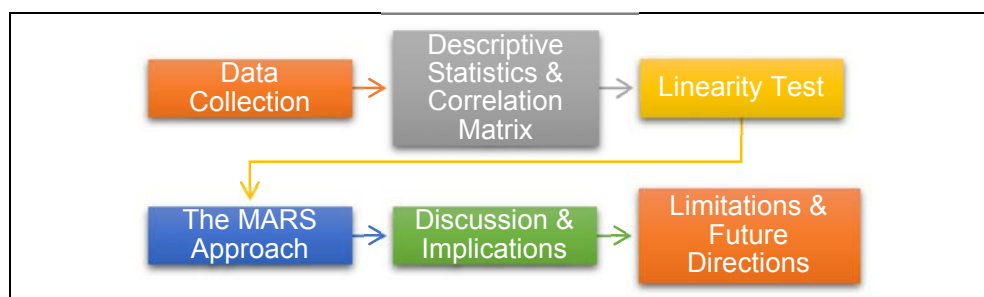 Data
Collection
Descriptive
Statistics &
Correlation
Matrix
Linearity Test
The MARS
Approach
Discussion &
Implications
Limitations &
Future
Directions